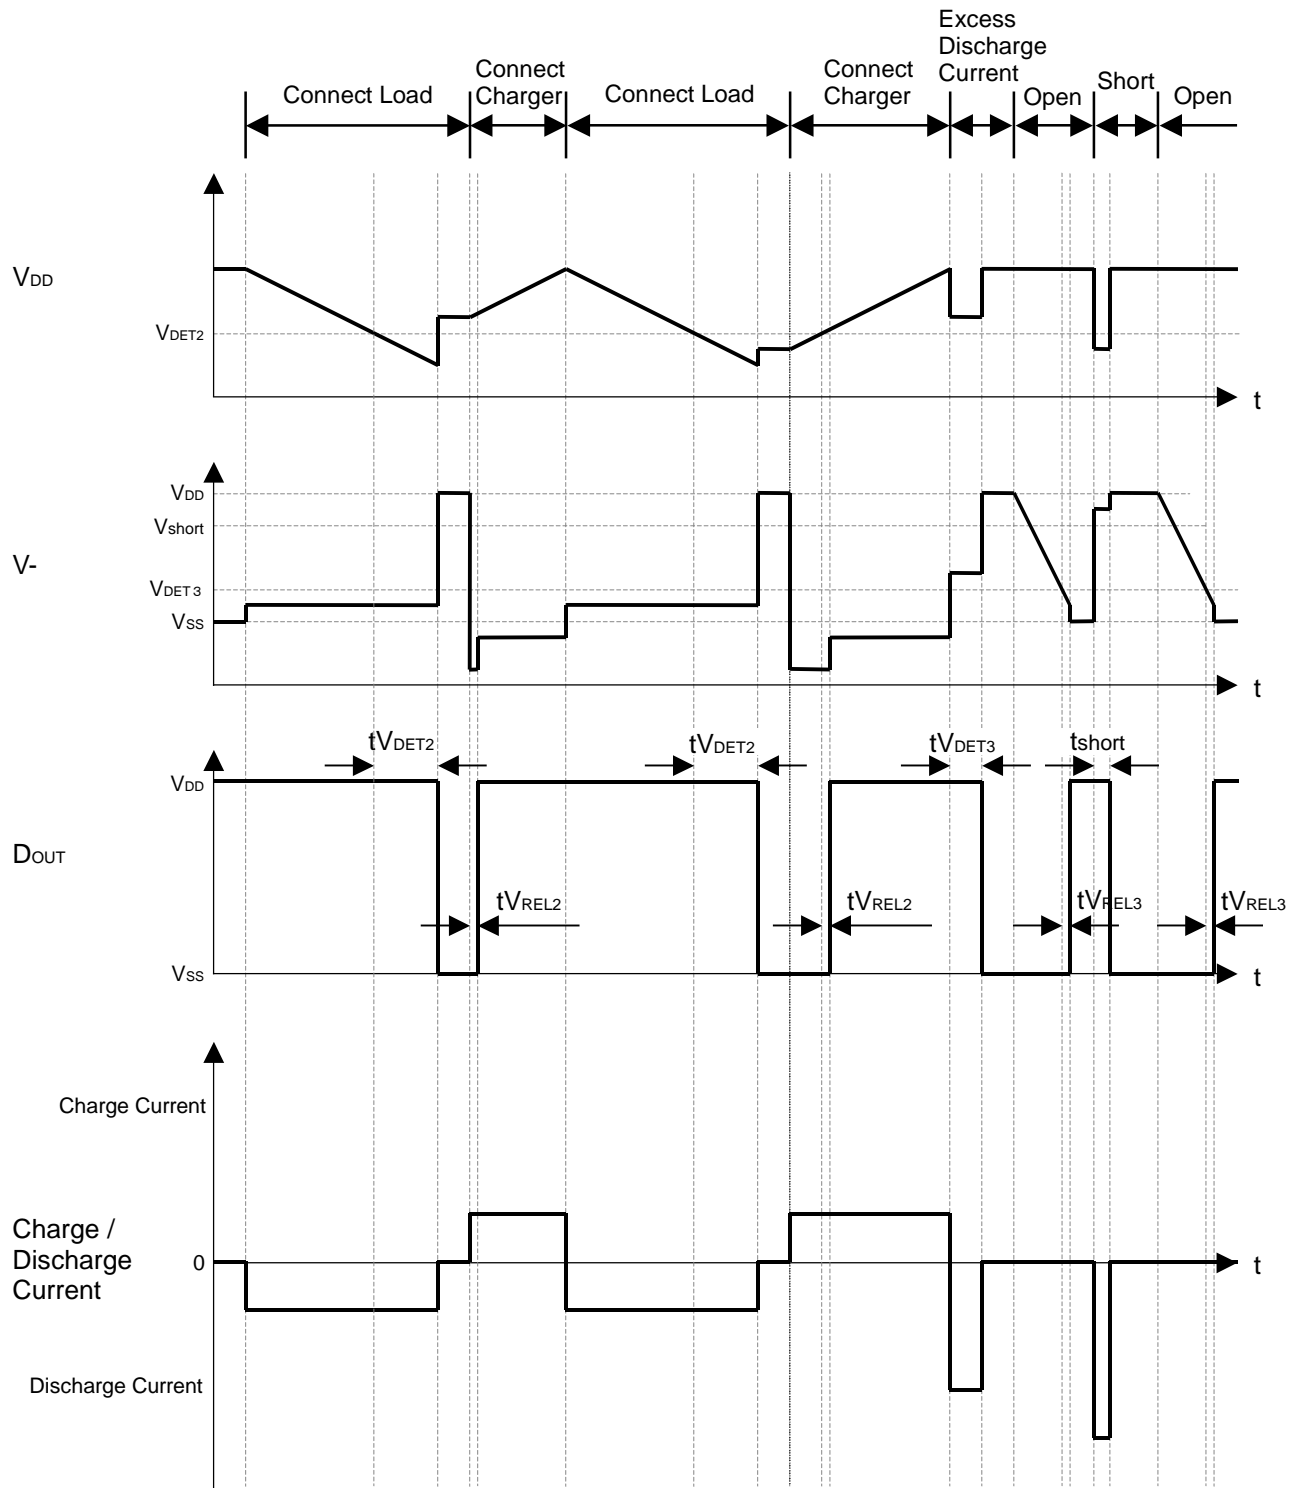 Excess
Discharge
Current
Connect
Charger
Connect
Charger
Connect Load
Connect Load
Open
Short
Open
VDD
VDET2
t
VDD
Vshort
V-
VDET3
VSS
t
tVDET2
tVDET2
tVDET3
tshort
VDD
DOUT
tVREL2
tVREL2
tVREL3
tVREL3
VSS
t
Charge Current
Charge /
Discharge
Current
0
t
Discharge Current